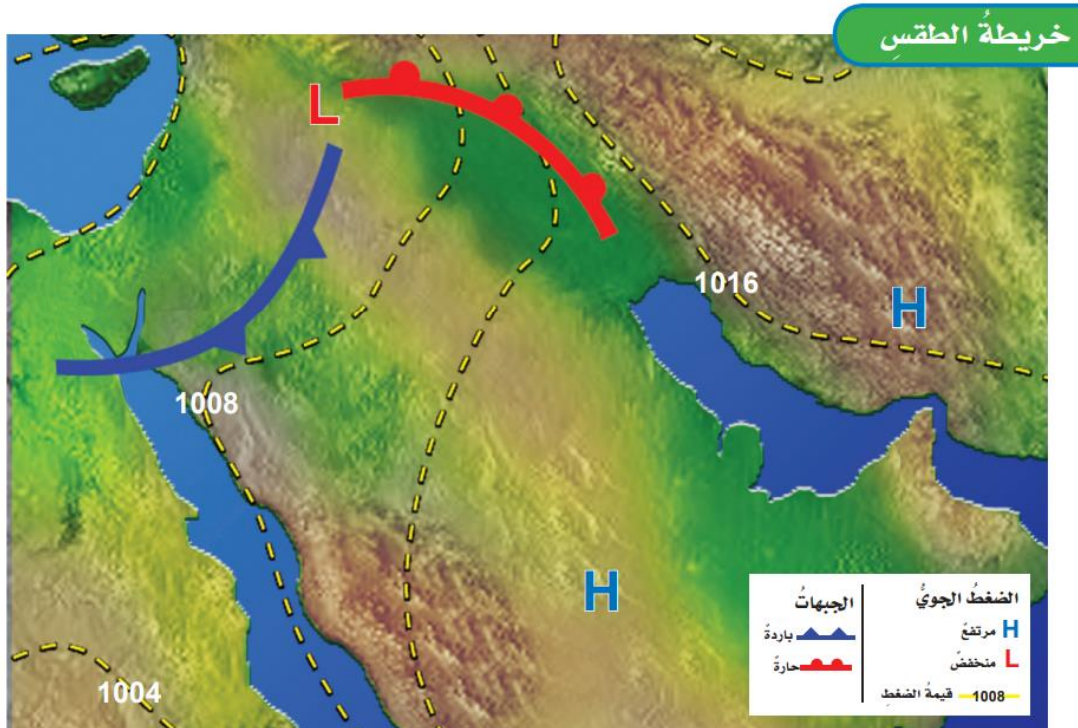 خريطةُ الطقسِ
L
1016
H
1008
H
1004
الضغطُ الجويُّ
H مرتفعٌ
L منخفضٌ
1008 قيمةُ الضغطِ
الجبهاتُ
باردةٌ
حارةٌ